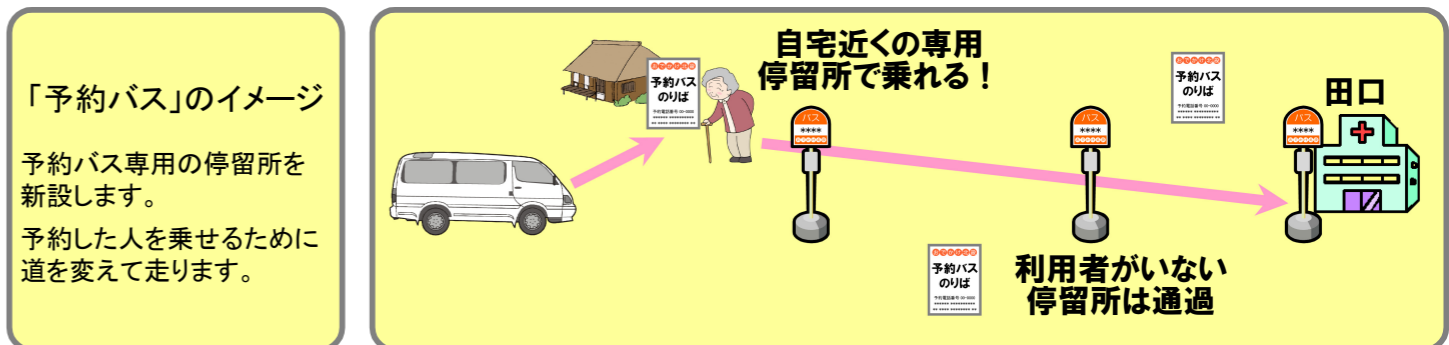 「予約バス」のイメージ
予約バス専用の停留所を
新設します。
予約した人を乗せるために
道を変えて走ります。
自宅近くの専用
停留所で乗れる！
予約バス
のりば
バス
****
バス
****
予約バス
のりば
田口
バス
****
予約バス
のりば
利用者がいない
停留所は通過